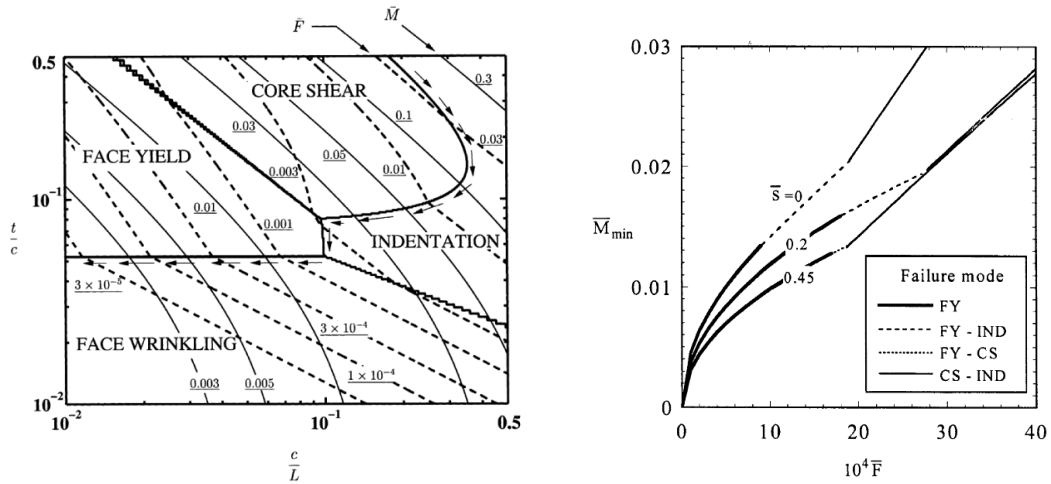 F̄
M̄
0.5
CORE SHEAR
0.3
0.1
0.03
0.03
FACE YIELD
0.05
0.003
0.01
10⁻¹
0.01
0.001
t/c
INDENTATION
3 × 10⁻⁵
3 × 10⁻⁴
FACE WRINKLING
1 × 10⁻⁴
0.003
0.005
10⁻²
10⁻²
10⁻¹
0.5
c/L
0.03
0.02
s̄ =0
M̄min
0.2
0.45
0.01
Failure mode
FY
FY - IND
FY - CS
CS - IND
0
0
10
20
30
40
10⁴ F̄